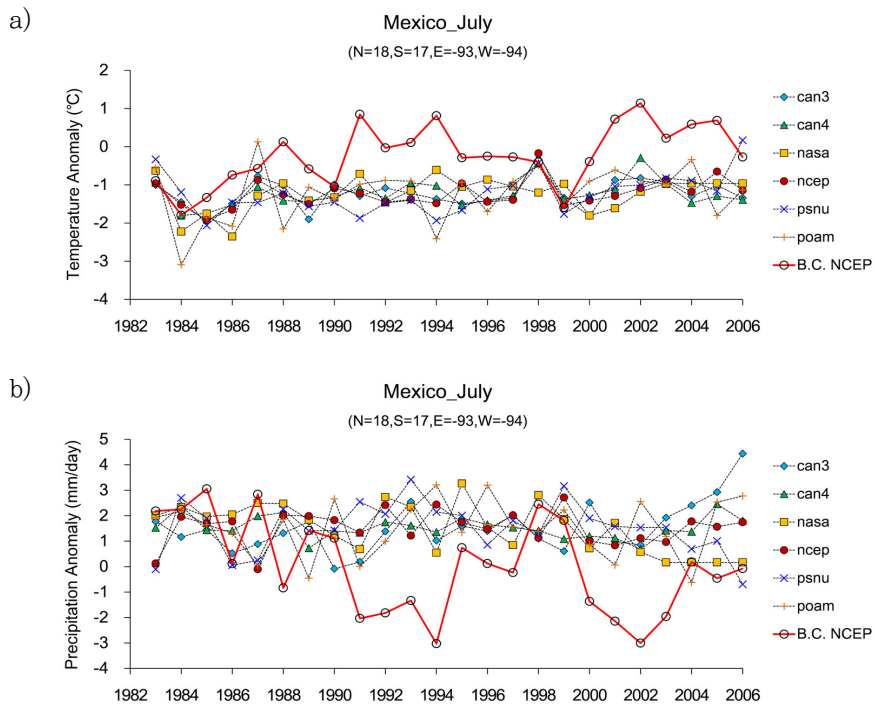 a)
Mexico_July
(N=18,S=17,E=-93,W=-94)
Temperature Anomaly (°C)
2
1
0
-1
-2
-3
-4
1982 1984 1986 1988 1990 1992 1994 1996 1998 2000 2002 2004 2006
can3
can4
nasa
ncep
psnu
poam
B.C. NCEP
b)
Mexico_July
(N=18,S=17,E=-93,W=-94)
Precipitation Anomaly (mm/day)
5
4
3
2
1
0
-1
-2
-3
-4
1982 1984 1986 1988 1990 1992 1994 1996 1998 2000 2002 2004 2006
can3
can4
nasa
ncep
psnu
poam
B.C. NCEP